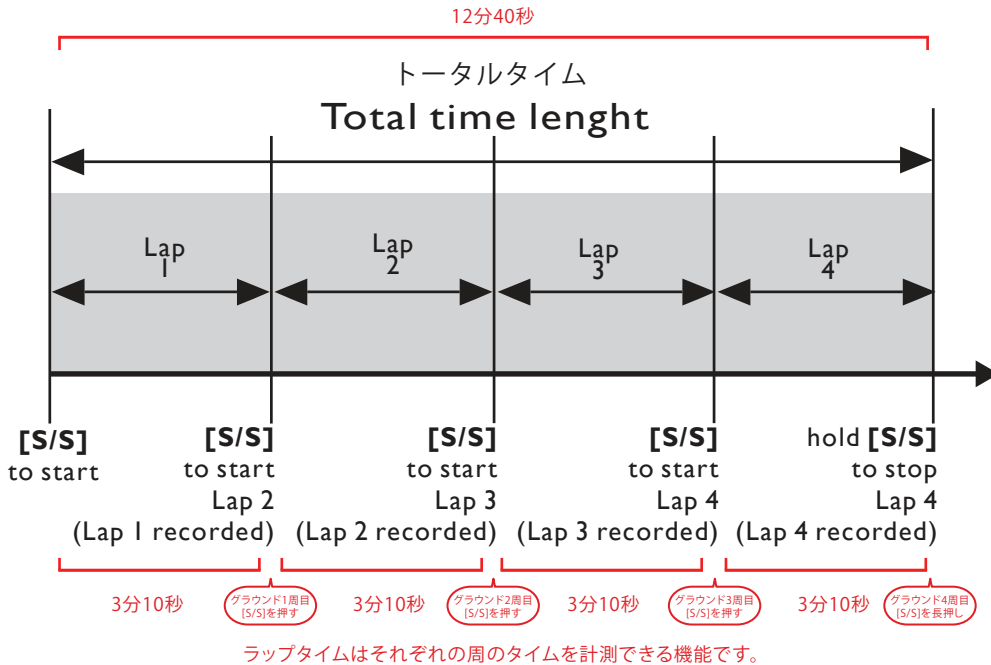 12分40秒
トータルタイム
Total time lenght
Lap
1
Lap
2
Lap
3
Lap
4
[S/S]
to start
[S/S]
to start
Lap 2
(Lap 1 recorded)
[S/S]
to start
Lap 3
(Lap 2 recorded)
[S/S]
to start
Lap 4
(Lap 3 recorded)
hold [S/S]
to stop
Lap 4
(Lap 4 recorded)
3分10秒
グラウンド1周目
[S/S]を押す
3分10秒
グラウンド2周目
[S/S]を押す
3分10秒
グラウンド3周目
[S/S]を押す
3分10秒
グラウンド4周目
[S/S]を長押し
ラップタイムはそれぞれの周のタイムを計測できる機能です。